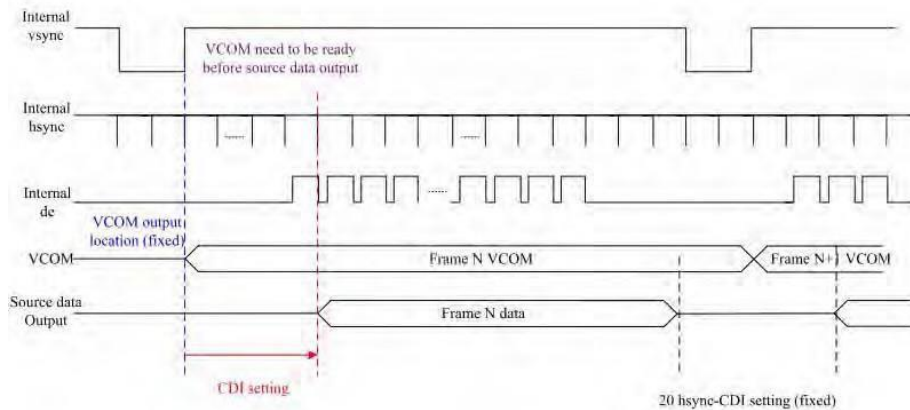 Internal
vsync
VCOM need to be ready
before source data output
Internal
hsync
......
......
Internal
de
......
VCOM output
location (fixed)
VCOM
Frame N VCOM
Frame N+1 VCOM
Source data
Output
Frame N data
CDI setting
20 hsync-CDI setting (fixed)